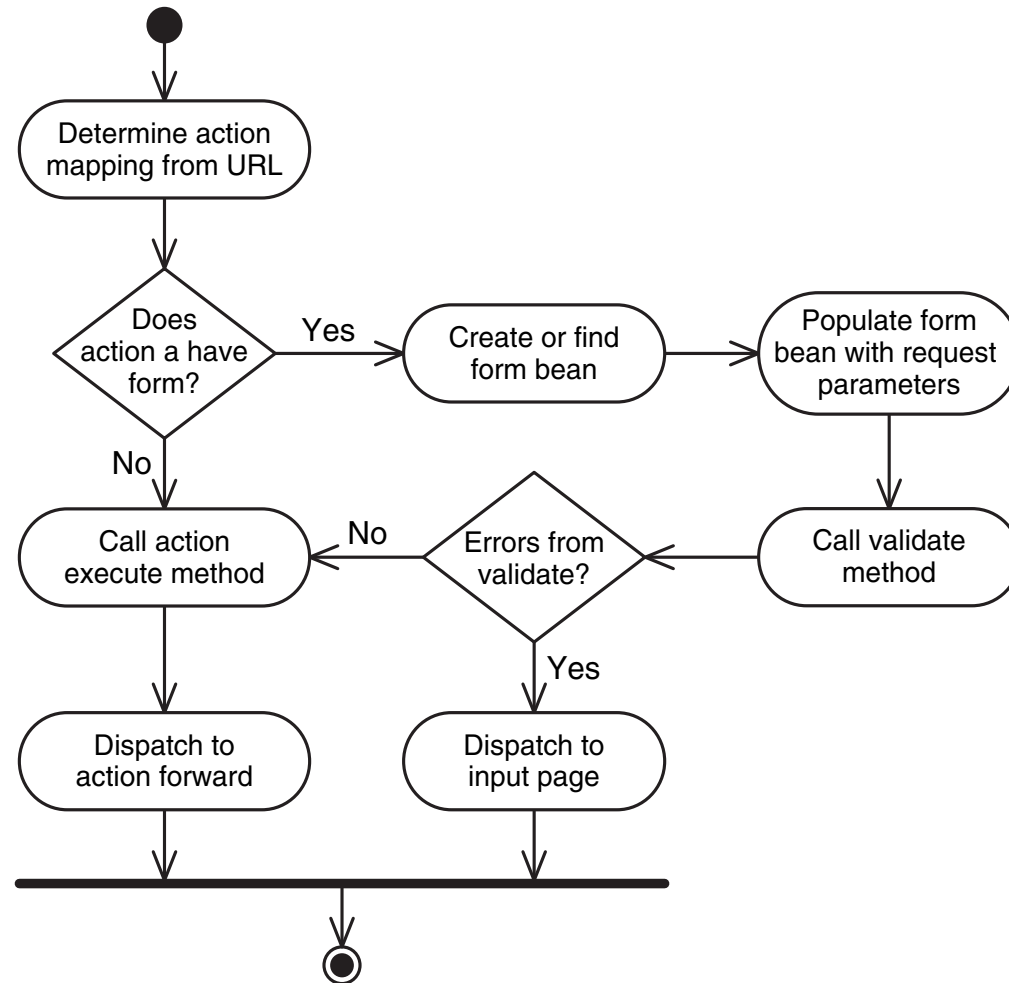 Determine action
mapping from URL
Does
action a have
form?
Yes
Create or find
form bean
Populate form
bean with request
parameters
No
Call action
execute method
No
Errors from
validate?
Call validate
method
Yes
Dispatch to
action forward
Dispatch to
input page